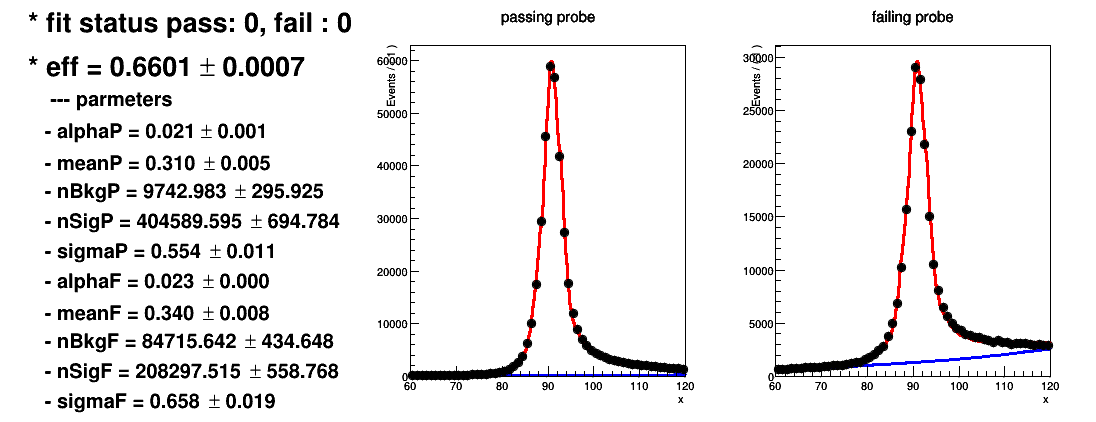 * fit status pass: 0, fail : 0
* eff = 0.6601 ± 0.0007
--- parmeters
- alphaP = 0.021 ± 0.001
- meanP = 0.310 ± 0.005
- nBkgP = 9742.983 ± 295.925
- nSigP = 404589.595 ± 694.784
- sigmaP = 0.554 ± 0.011
- alphaF = 0.023 ± 0.000
- meanF = 0.340 ± 0.008
- nBkgF = 84715.642 ± 434.648
- nSigF = 208297.515 ± 558.768
- sigmaF = 0.658 ± 0.019
passing probe
Events / ( 1 )
60000
50000
40000
30000
20000
10000
0
60 70 80 90 100 110 120
x
failing probe
Events / ( 1 )
30000
25000
20000
15000
10000
5000
0
60 70 80 90 100 110 120
x